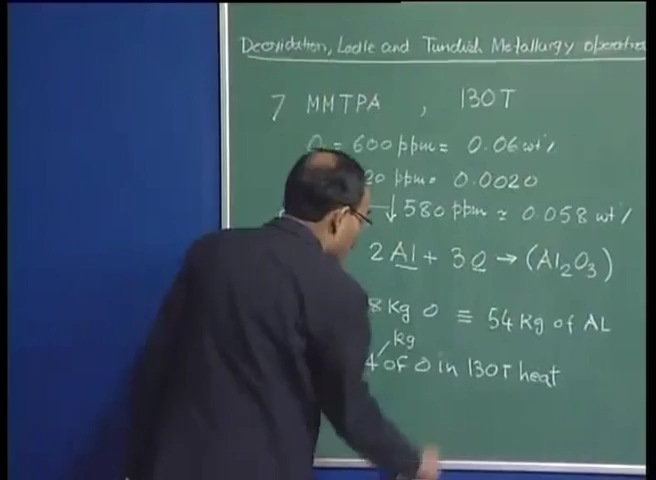 Deoxidation, Ladle and Tundish Metallurgy operation
7 MMTPA , 130T
O = 600 ppm = 0.06 wt%
20 ppm = 0.0020
↓ 580 ppm ≈ 0.058 wt%
2 Al + 3 O → (Al2O3)
8 Kg O ≡ 54 Kg of AL
kg
4 of O in 130T heat